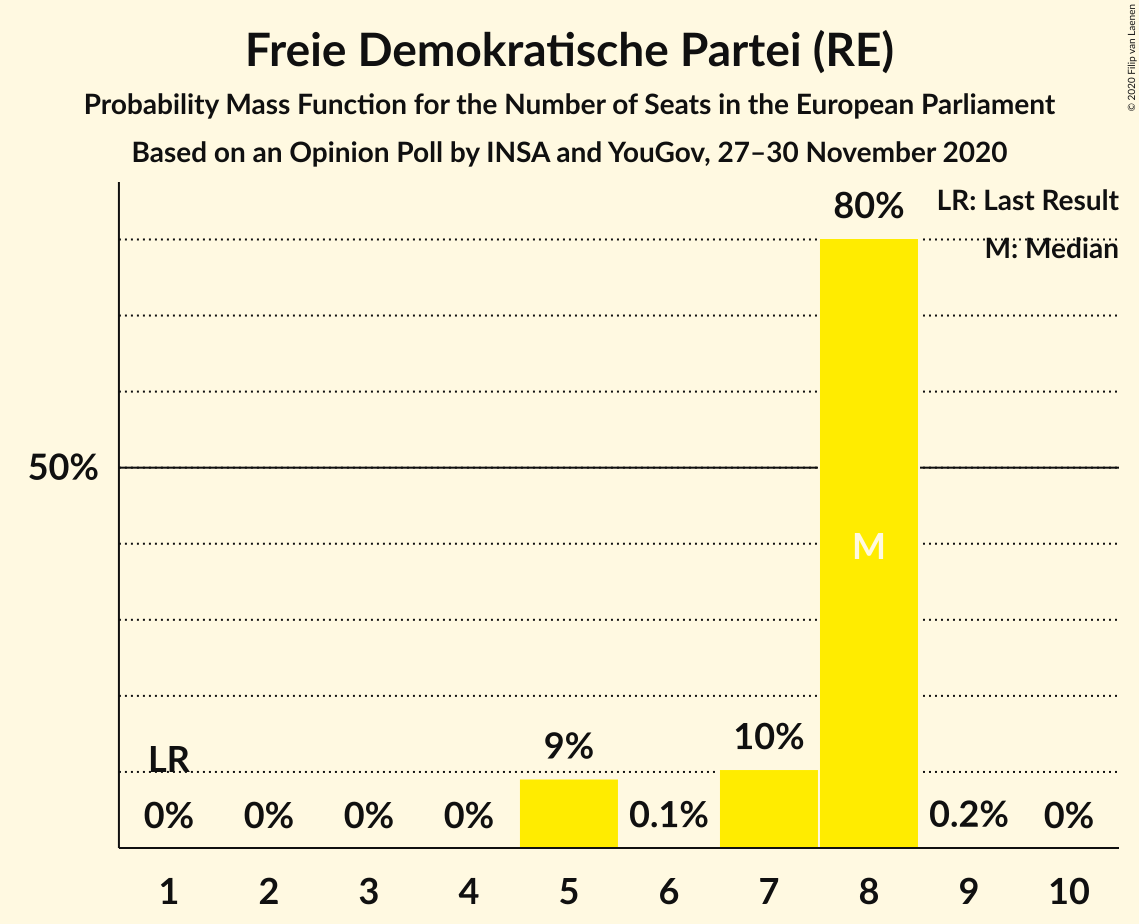 Freie Demokratische Partei (RE)
Probability Mass Function for the Number of Seats in the European Parliament
Based on an Opinion Poll by INSA and YouGov, 27–30 November 2020
© 2020 Filip van Laenen
LR: Last Result
M: Median
80%
50%
M
LR
9%
10%
0% 0% 0% 0% 0.1% 0.2% 0%
1 2 3 4 5 6 7 8 9 10